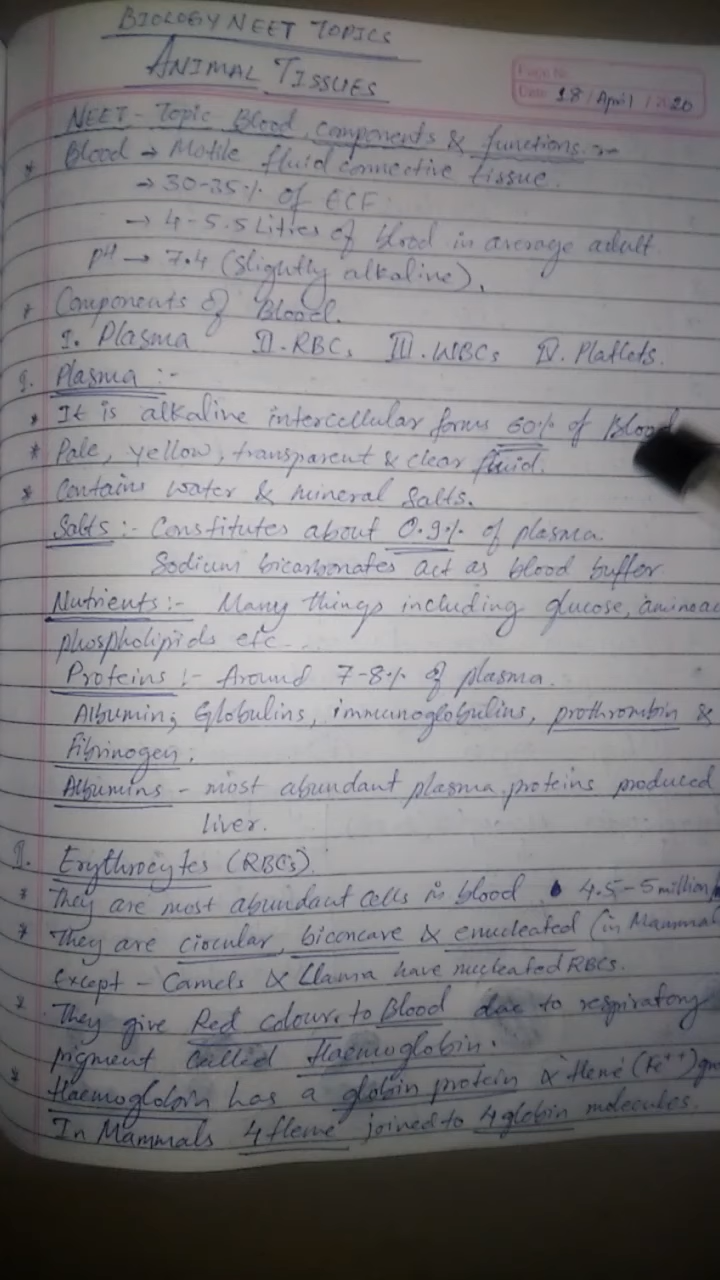 BIOLOGY NEET TOPICS
ANIMAL TISSUES
Page No.
Date 18 / April / 2020
NEET - Topic Blood, components & functions :-
* Blood → Motile fluid connective tissue.
→ 30-35% of ECF
→ 4-5.5 Litres of blood in average adult
pH → 7.4 (slightly alkaline).
* Components of Blood.
I. Plasma II. RBCs III. WBCs IV. Platlets.
I. Plasma :-
* It is alkaline intercellular forms 60% of Blood
* Pale, yellow, transparent & clear fluid.
* Contains water & mineral salts.
Salts :- Constitutes about 0.9% of plasma.
Sodium bicarbonates act as blood buffer
Nutrients :- Many things including glucose, aminoac
phospholipids etc...
Proteins :- Around 7-8% of plasma.
Albumin, Globulins, immunoglobulins, prothrombin &
fibrinogen.
Albumins - most abundant plasma proteins produced
liver.
II. Erythrocytes (RBCs)
* They are most abundant cells in blood 4.5-5 million
* They are circular, biconcave & enucleated (in Mammal
Except - Camels & Llama have nucleated RBCs.
* They give Red colour to Blood due to respiratory
pigment called Haemoglobin.
* Haemoglobin has a globin protein & Heme (Fe++) g
In Mammals 4 Heme joined to 4 globin molecules.